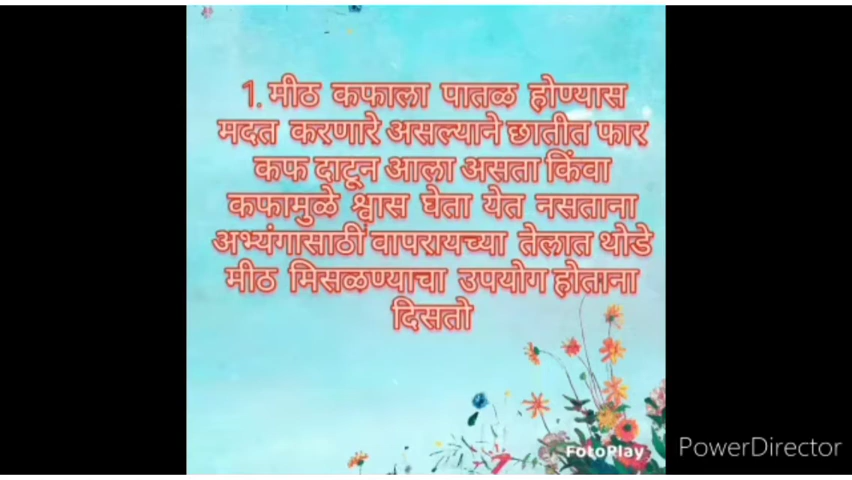 1. मीठ कफाला पातळ होण्यास
मदत करणारे असल्याने छातीत फार
कफ दाटून आला असता किंवा
कफामुळे श्वास घेता येत नसताना
अभ्यंगासाठीं वापरायच्या तेलात थोडे
मीठ मिसळण्याचा उपयोग होताना
दिसतो
FotoPlay
PowerDirector